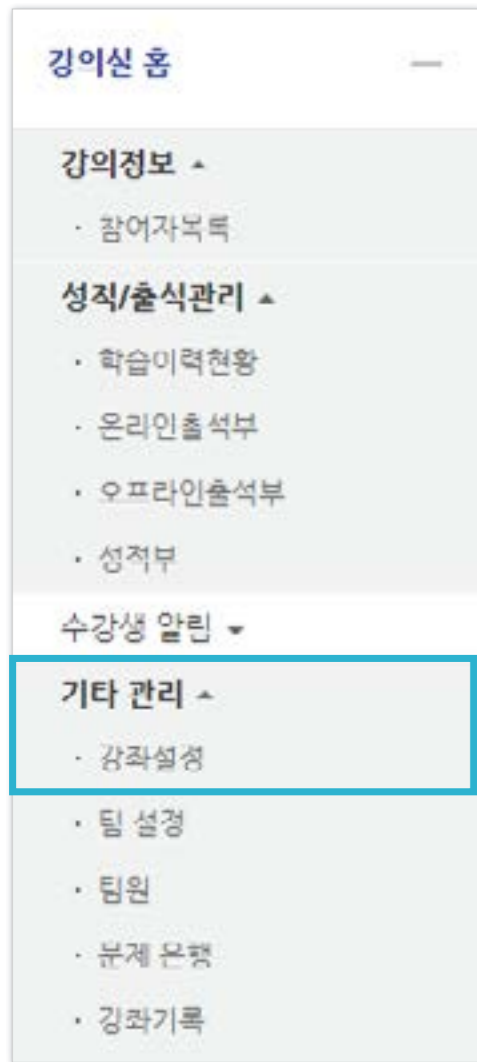 강의실 홈
강의정보
· 참여자목록
성적/출석관리
· 학습이력현황
· 온라인출석부
· 오프라인출석부
· 성적부
수강생 알림
기타 관리
· 강좌설정
· 팀 설정
· 팀원
· 문제 은행
· 강좌기록